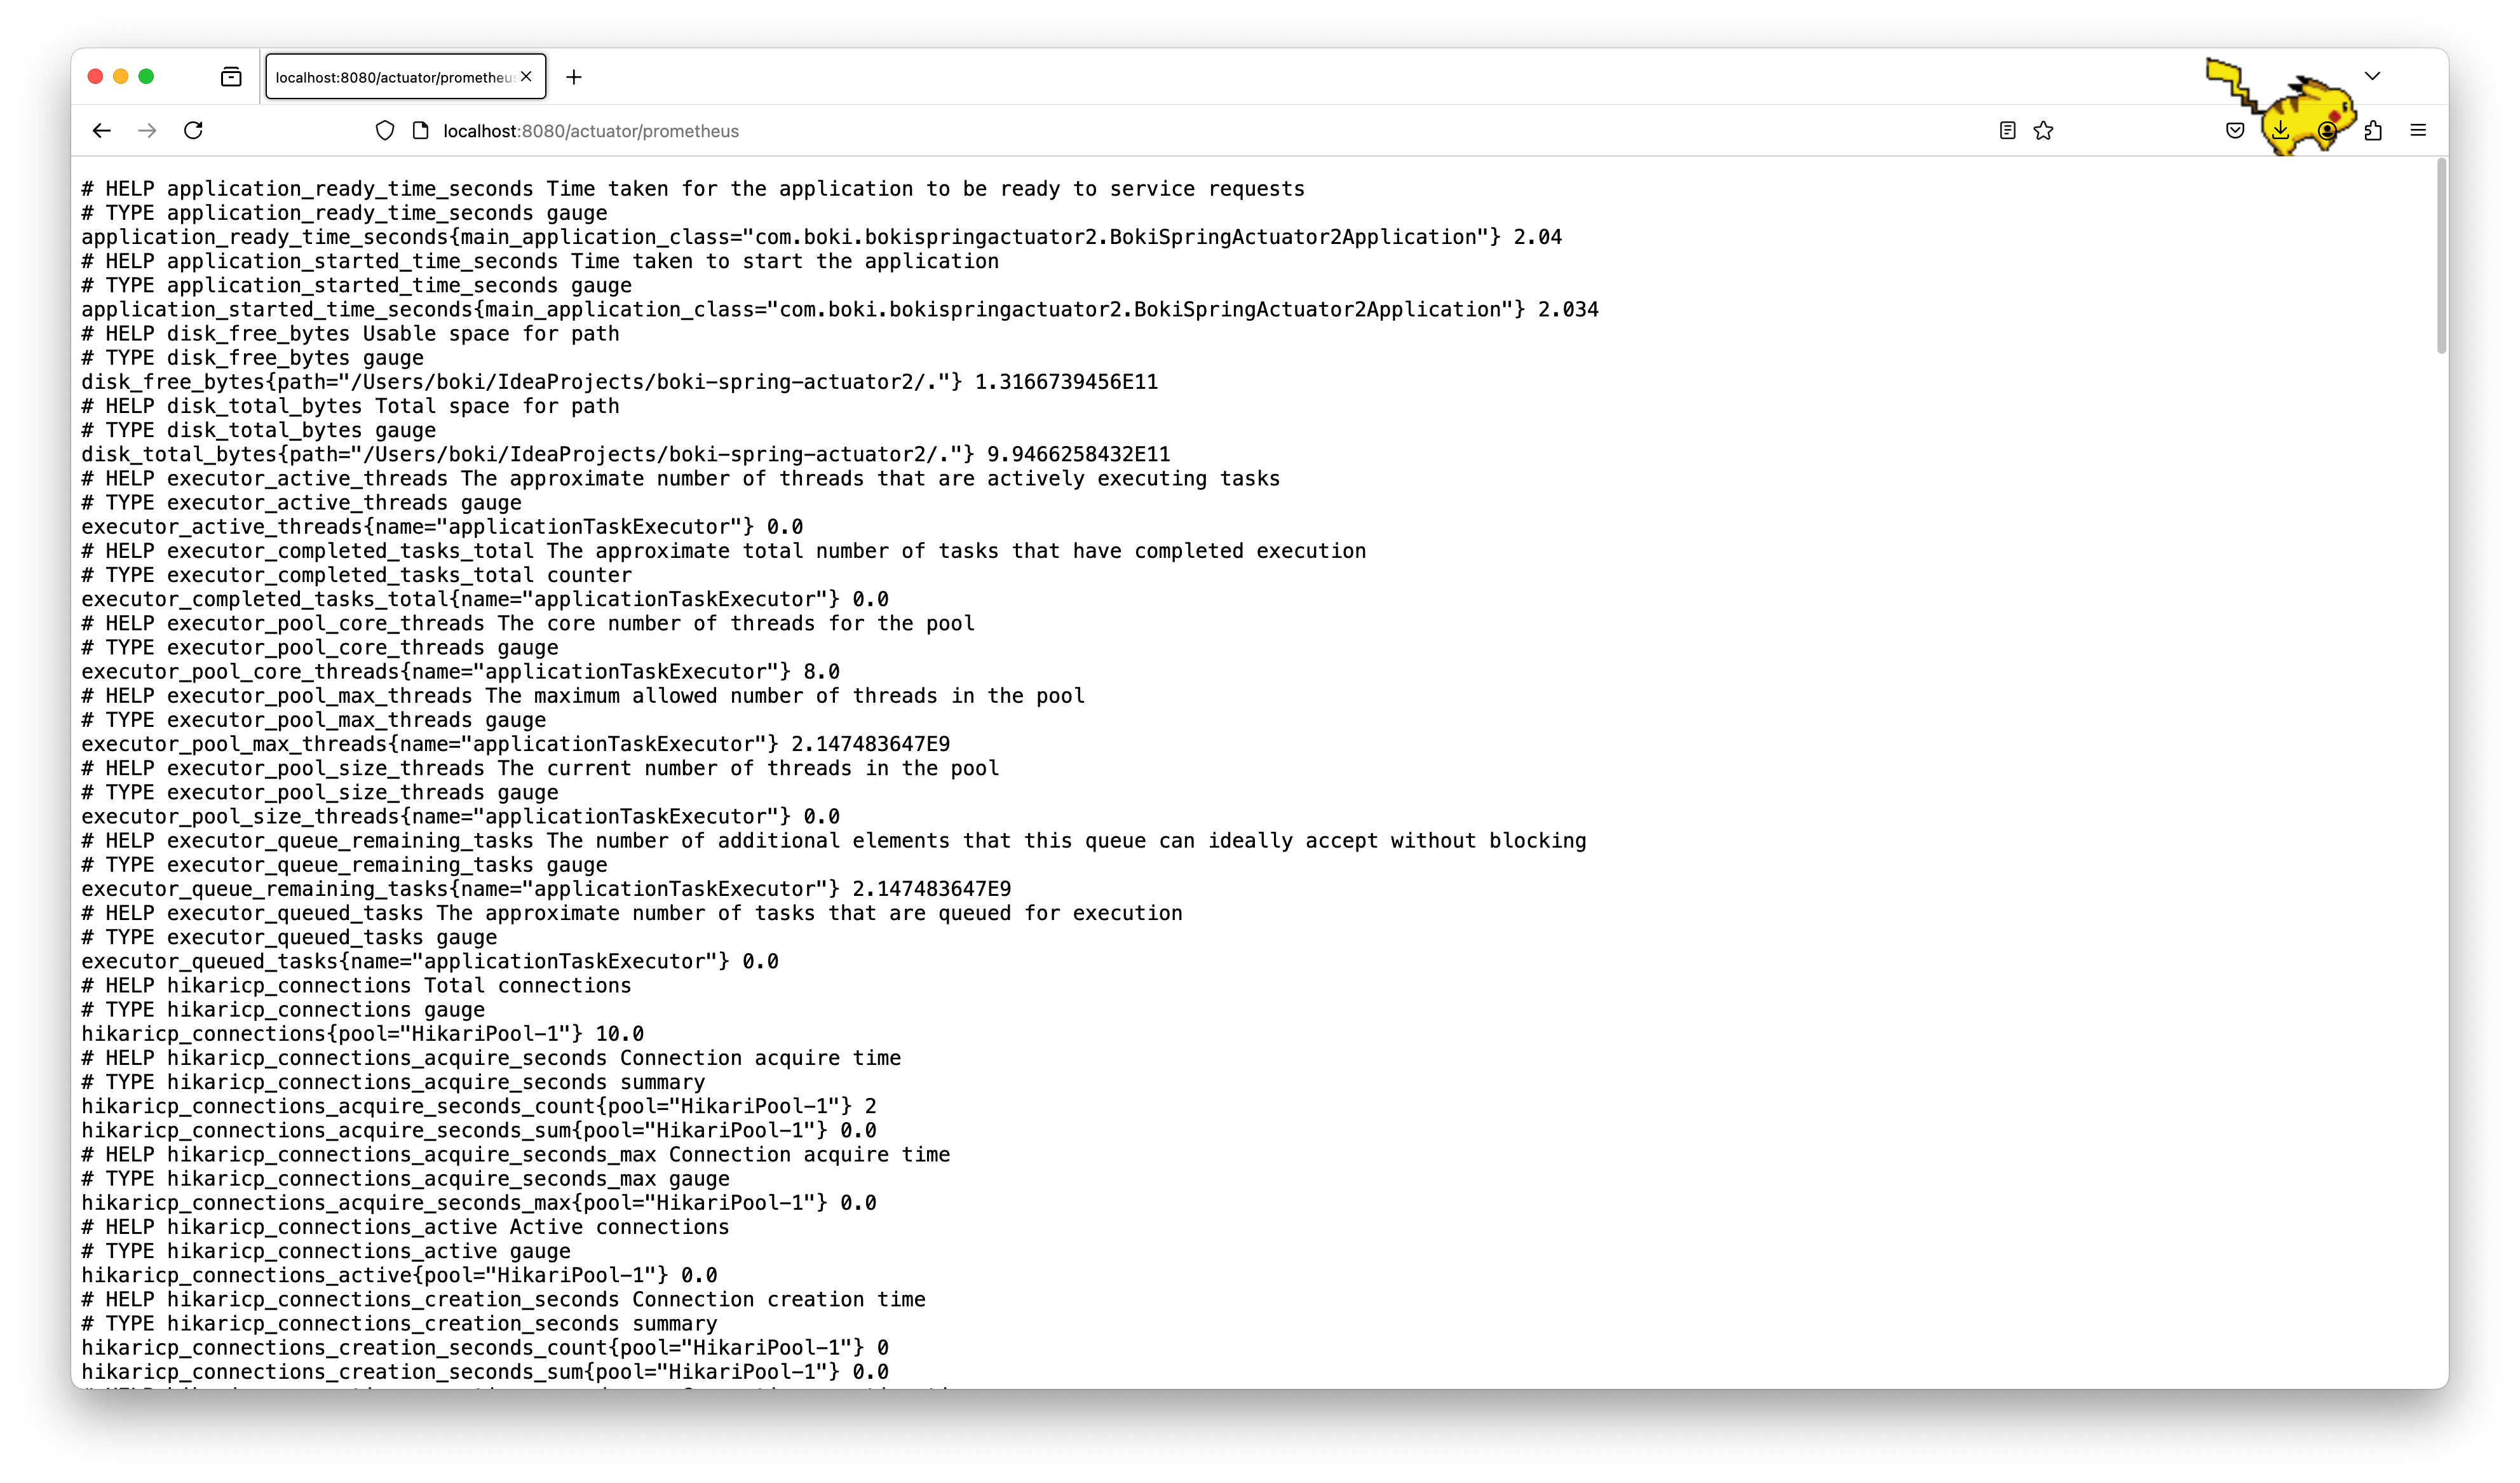 localhost:8080/actuator/prometheu
localhost:8080/actuator/prometheus
# HELP application_ready_time_seconds Time taken for the application to be ready to service requests
# TYPE application_ready_time_seconds gauge
application_ready_time_seconds{main_application_class="com.boki.bokispringactuator2.BokiSpringActuator2Application"} 2.04
# HELP application_started_time_seconds Time taken to start the application
# TYPE application_started_time_seconds gauge
application_started_time_seconds{main_application_class="com.boki.bokispringactuator2.BokiSpringActuator2Application"} 2.034
# HELP disk_free_bytes Usable space for path
# TYPE disk_free_bytes gauge
disk_free_bytes{path="/Users/boki/IdeaProjects/boki-spring-actuator2/."} 1.3166739456E11
# HELP disk_total_bytes Total space for path
# TYPE disk_total_bytes gauge
disk_total_bytes{path="/Users/boki/IdeaProjects/boki-spring-actuator2/."} 9.9466258432E11
# HELP executor_active_threads The approximate number of threads that are actively executing tasks
# TYPE executor_active_threads gauge
executor_active_threads{name="applicationTaskExecutor"} 0.0
# HELP executor_completed_tasks_total The approximate total number of tasks that have completed execution
# TYPE executor_completed_tasks_total counter
executor_completed_tasks_total{name="applicationTaskExecutor"} 0.0
# HELP executor_pool_core_threads The core number of threads for the pool
# TYPE executor_pool_core_threads gauge
executor_pool_core_threads{name="applicationTaskExecutor"} 8.0
# HELP executor_pool_max_threads The maximum allowed number of threads in the pool
# TYPE executor_pool_max_threads gauge
executor_pool_max_threads{name="applicationTaskExecutor"} 2.147483647E9
# HELP executor_pool_size_threads The current number of threads in the pool
# TYPE executor_pool_size_threads gauge
executor_pool_size_threads{name="applicationTaskExecutor"} 0.0
# HELP executor_queue_remaining_tasks The number of additional elements that this queue can ideally accept without blocking
# TYPE executor_queue_remaining_tasks gauge
executor_queue_remaining_tasks{name="applicationTaskExecutor"} 2.147483647E9
# HELP executor_queued_tasks The approximate number of tasks that are queued for execution
# TYPE executor_queued_tasks gauge
executor_queued_tasks{name="applicationTaskExecutor"} 0.0
# HELP hikaricp_connections Total connections
# TYPE hikaricp_connections gauge
hikaricp_connections{pool="HikariPool-1"} 10.0
# HELP hikaricp_connections_acquire_seconds Connection acquire time
# TYPE hikaricp_connections_acquire_seconds summary
hikaricp_connections_acquire_seconds_count{pool="HikariPool-1"} 2
hikaricp_connections_acquire_seconds_sum{pool="HikariPool-1"} 0.0
# HELP hikaricp_connections_acquire_seconds_max Connection acquire time
# TYPE hikaricp_connections_acquire_seconds_max gauge
hikaricp_connections_acquire_seconds_max{pool="HikariPool-1"} 0.0
# HELP hikaricp_connections_active Active connections
# TYPE hikaricp_connections_active gauge
hikaricp_connections_active{pool="HikariPool-1"} 0.0
# HELP hikaricp_connections_creation_seconds Connection creation time
# TYPE hikaricp_connections_creation_seconds summary
hikaricp_connections_creation_seconds_count{pool="HikariPool-1"} 0
hikaricp_connections_creation_seconds_sum{pool="HikariPool-1"} 0.0